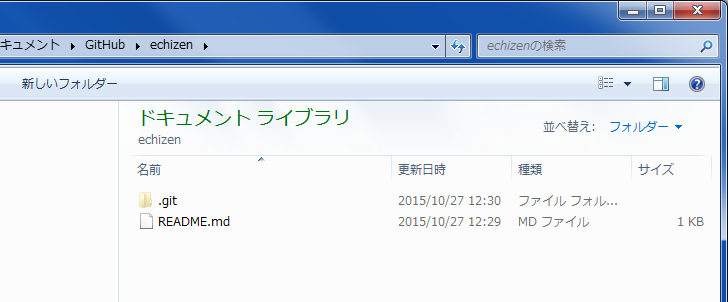 キュメント ▸ GitHub ▸ echizen ▸
echizenの検索
新しいフォルダー
ドキュメント ライブラリ
echizen
並べ替え: フォルダー
名前 更新日時 種類 サイズ
.git 2015/10/27 12:30 ファイル フォル...
README.md 2015/10/27 12:29 MD ファイル 1 KB